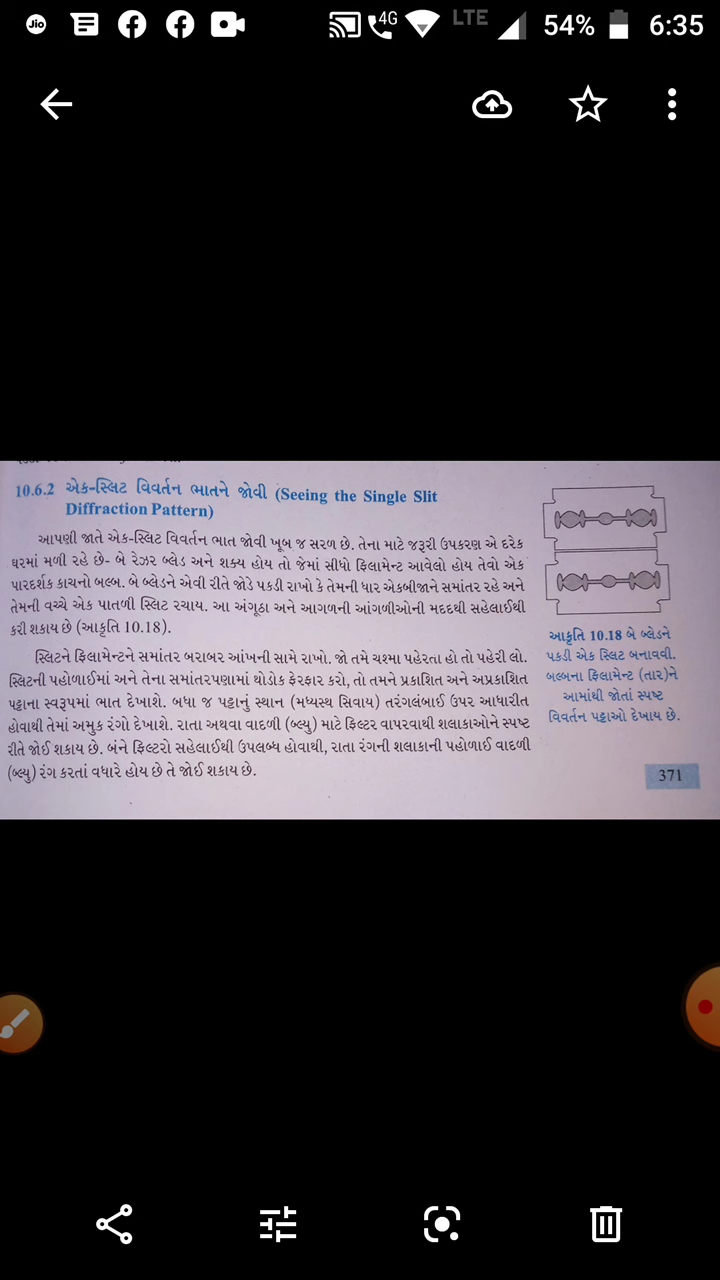 Jio
4G
LTE
54%
6:35
10.6.2 એક-સ્લિટ વિવર્તન ભાતને જોવી (Seeing the Single Slit
Diffraction Pattern)
આપણી જાતે એક-સ્લિટ વિવર્તન ભાત જોવી ખૂબ જ સરળ છે. તેના માટે જરૂરી ઉપકરણ એ દરેક
ઘરમાં મળી રહે છે- બે રેઝર બ્લેડ અને શક્ય હોય તો જેમાં સીધો ફિલામેન્ટ આવેલો હોય તેવો એક
પારદર્શક કાચનો બલ્બ. બે બ્લેડને એવી રીતે જોડે પકડી રાખો કે તેમની ધાર એકબીજાને સમાંતર રહે અને
તેમની વચ્ચે એક પાતળી સ્લિટ રચાય. આ અંગૂઠા અને આગળની આંગળીઓની મદદથી સહેલાઈથી
કરી શકાય છે (આકૃતિ 10.18).
સ્લિટને ફિલામેન્ટને સમાંતર બરાબર આંખની સામે રાખો. જો તમે ચશ્મા પહેરતા હો તો પહેરી લો.
સ્લિટની પહોળાઈમાં અને તેના સમાંતરપણામાં થોડોક ફેરફાર કરો, તો તમને પ્રકાશિત અને અપ્રકાશિત
પટ્ટાના સ્વરૂપમાં ભાત દેખાશે. બધા જ પટ્ટાનું સ્થાન (મધ્યસ્થ સિવાય) તરંગલંબાઈ ઉપર આધારીત
હોવાથી તેમાં અમુક રંગો દેખાશે. રાતા અથવા વાદળી (બ્લ્યુ) માટે ફિલ્ટર વાપરવાથી શલાકાઓને સ્પષ્ટ
રીતે જોઈ શકાય છે. બંને ફિલ્ટરો સહેલાઈથી ઉપલબ્ધ હોવાથી, રાતા રંગની શલાકાની પહોળાઈ વાદળી
(બ્લ્યુ) રંગ કરતાં વધારે હોય છે તે જોઈ શકાય છે.
આકૃતિ 10.18 બે બ્લેડને
પકડી એક સ્લિટ બનાવવી.
બલ્બના ફિલામેન્ટ (તાર)ને
આમાંથી જોતાં સ્પષ્ટ
વિવર્તન પટ્ટાઓ દેખાય છે.
371